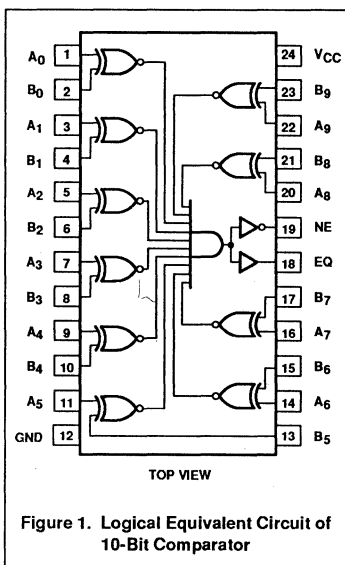 A0 1 24 VCC
B0 2 23 B9
A1 3 22 A9
B1 4 21 B8
A2 5 20 A8
B2 6 19 NE
A3 7 18 EQ
B3 8 17 B7
A4 9 16 A7
B4 10 15 B6
A5 11 14 A6
GND 12 13 B5
TOP VIEW
Figure 1. Logical Equivalent Circuit of
10-Bit Comparator